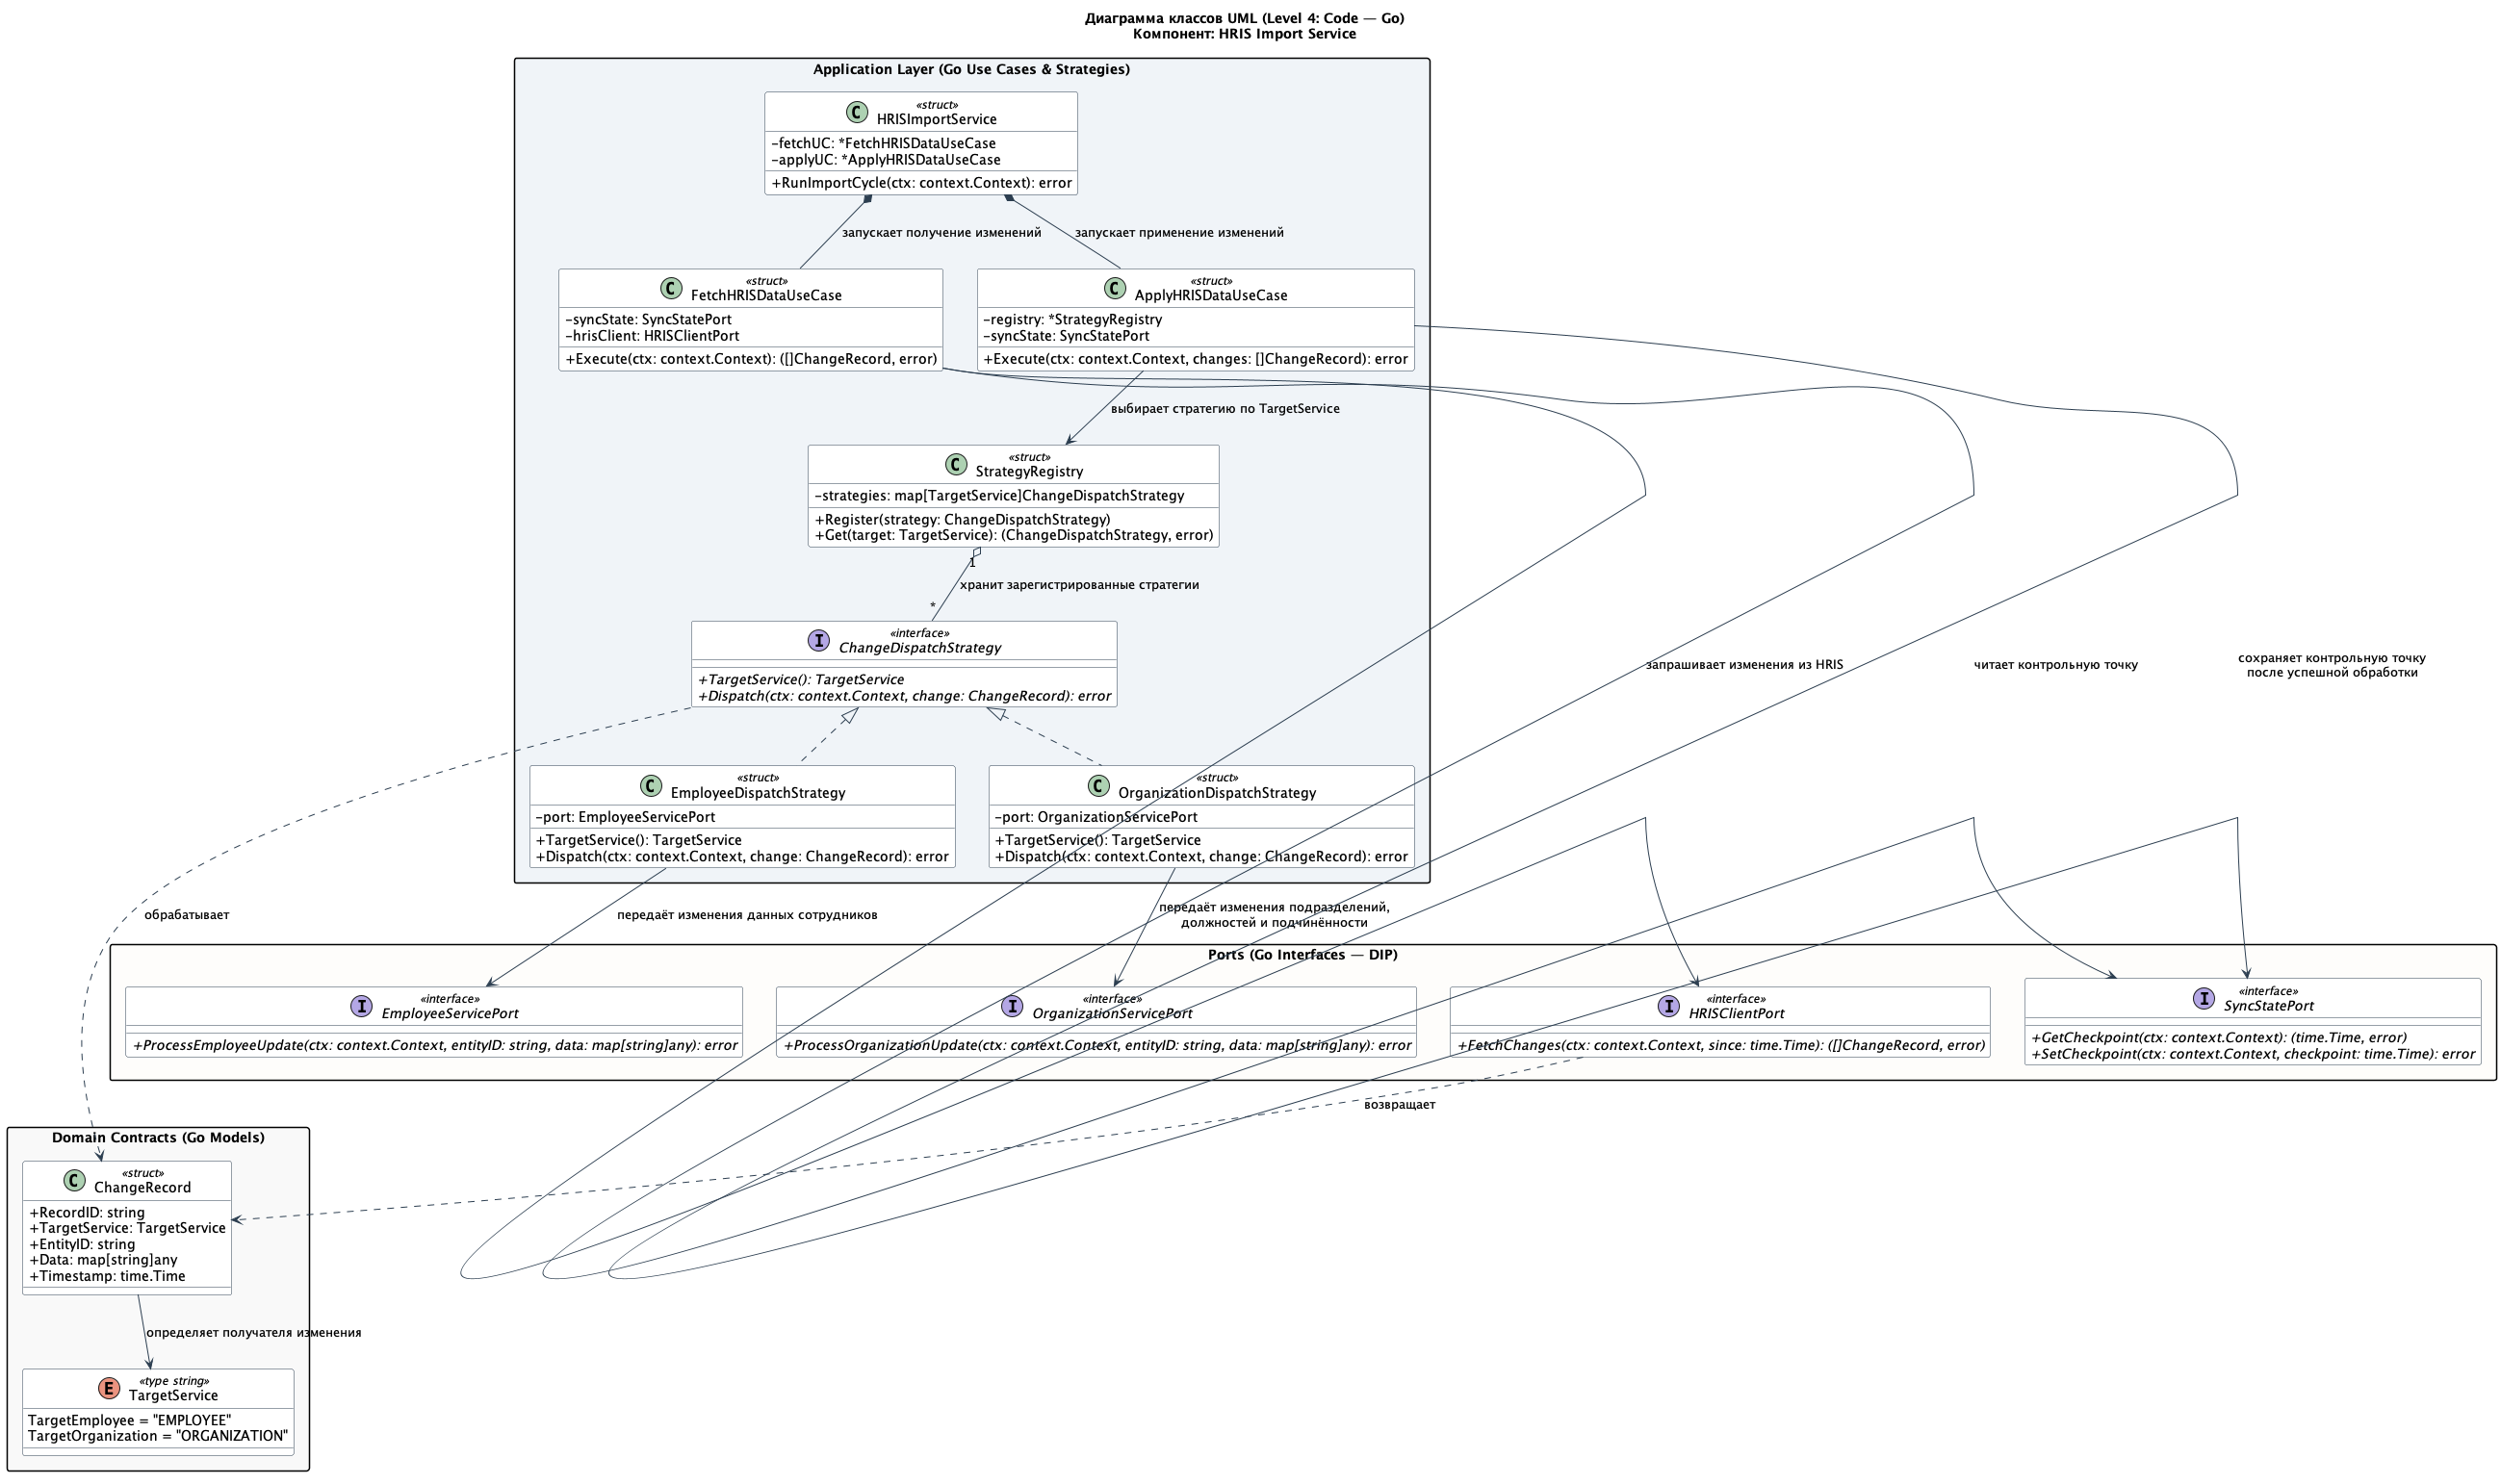 Диаграмма классов UML (Level 4: Code — Go)
Компонент: HRIS Import Service
Application Layer (Go Use Cases & Strategies)
C
«struct»
HRISImportService
-fetchUC: *FetchHRISDataUseCase
-applyUC: *ApplyHRISDataUseCase
+RunImportCycle(ctx: context.Context): error
запускает получение изменений
запускает применение изменений
C
«struct»
FetchHRISDataUseCase
-syncState: SyncStatePort
-hrisClient: HRISClientPort
+Execute(ctx: context.Context): ([]ChangeRecord, error)
C
«struct»
ApplyHRISDataUseCase
-registry: *StrategyRegistry
-syncState: SyncStatePort
+Execute(ctx: context.Context, changes: []ChangeRecord): error
выбирает стратегию по TargetService
C
«struct»
StrategyRegistry
-strategies: map[TargetService]ChangeDispatchStrategy
+Register(strategy: ChangeDispatchStrategy)
+Get(target: TargetService): (ChangeDispatchStrategy, error)
1
хранит зарегистрированные стратегии
*
I
«interface»
ChangeDispatchStrategy
+TargetService(): TargetService
+Dispatch(ctx: context.Context, change: ChangeRecord): error
запрашивает изменения из HRIS
читает контрольную точку
сохраняет контрольную точку
после успешной обработки
C
«struct»
EmployeeDispatchStrategy
-port: EmployeeServicePort
+TargetService(): TargetService
+Dispatch(ctx: context.Context, change: ChangeRecord): error
C
«struct»
OrganizationDispatchStrategy
-port: OrganizationServicePort
+TargetService(): TargetService
+Dispatch(ctx: context.Context, change: ChangeRecord): error
обрабатывает
передаёт изменения данных сотрудников
передаёт изменения подразделений,
должностей и подчинённости
Ports (Go Interfaces — DIP)
I
«interface»
EmployeeServicePort
+ProcessEmployeeUpdate(ctx: context.Context, entityID: string, data: map[string]any): error
I
«interface»
OrganizationServicePort
+ProcessOrganizationUpdate(ctx: context.Context, entityID: string, data: map[string]any): error
I
«interface»
HRISClientPort
+FetchChanges(ctx: context.Context, since: time.Time): ([]ChangeRecord, error)
I
«interface»
SyncStatePort
+GetCheckpoint(ctx: context.Context): (time.Time, error)
+SetCheckpoint(ctx: context.Context, checkpoint: time.Time): error
возвращает
Domain Contracts (Go Models)
C
«struct»
ChangeRecord
+RecordID: string
+TargetService: TargetService
+EntityID: string
+Data: map[string]any
+Timestamp: time.Time
определяет получателя изменения
E
«type string»
TargetService
TargetEmployee = "EMPLOYEE"
TargetOrganization = "ORGANIZATION"